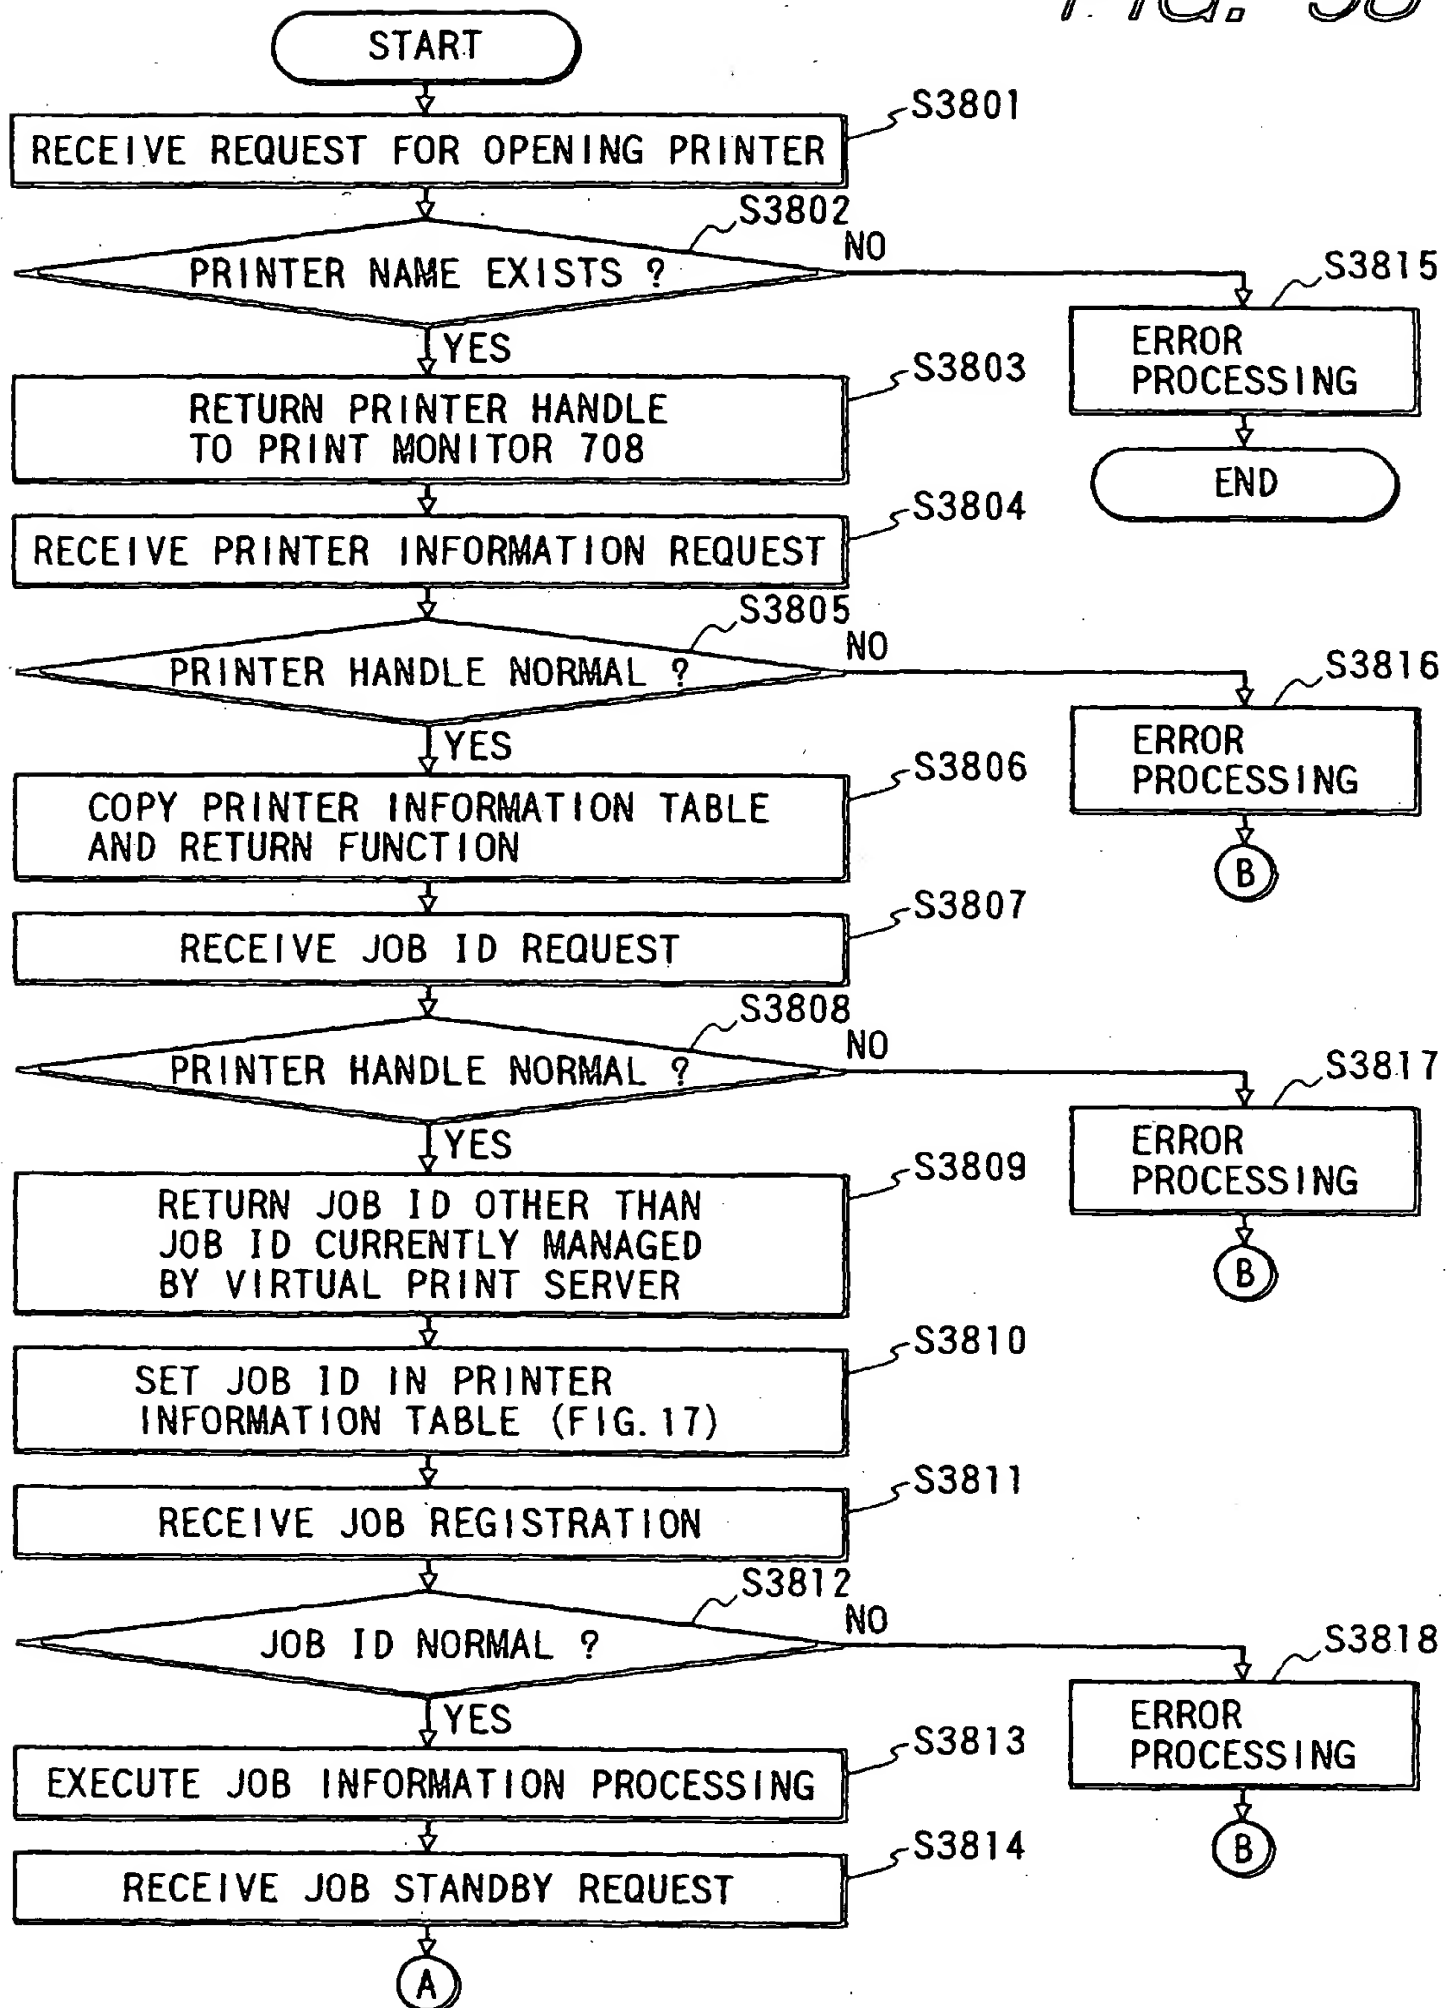 FIG. 38
START
S3801
RECEIVE REQUEST FOR OPENING PRINTER
S3802
PRINTER NAME EXISTS ?
NO
S3815
ERROR
PROCESSING
END
YES
S3803
RETURN PRINTER HANDLE
TO PRINT MONITOR 708
S3804
RECEIVE PRINTER INFORMATION REQUEST
S3805
PRINTER HANDLE NORMAL ?
NO
S3816
ERROR
PROCESSING
B
YES
S3806
COPY PRINTER INFORMATION TABLE
AND RETURN FUNCTION
S3807
RECEIVE JOB ID REQUEST
S3808
PRINTER HANDLE NORMAL ?
NO
S3817
ERROR
PROCESSING
B
YES
S3809
RETURN JOB ID OTHER THAN
JOB ID CURRENTLY MANAGED
BY VIRTUAL PRINT SERVER
S3810
SET JOB ID IN PRINTER
INFORMATION TABLE (FIG. 17)
S3811
RECEIVE JOB REGISTRATION
S3812
JOB ID NORMAL ?
NO
S3818
ERROR
PROCESSING
B
YES
S3813
EXECUTE JOB INFORMATION PROCESSING
S3814
RECEIVE JOB STANDBY REQUEST
A